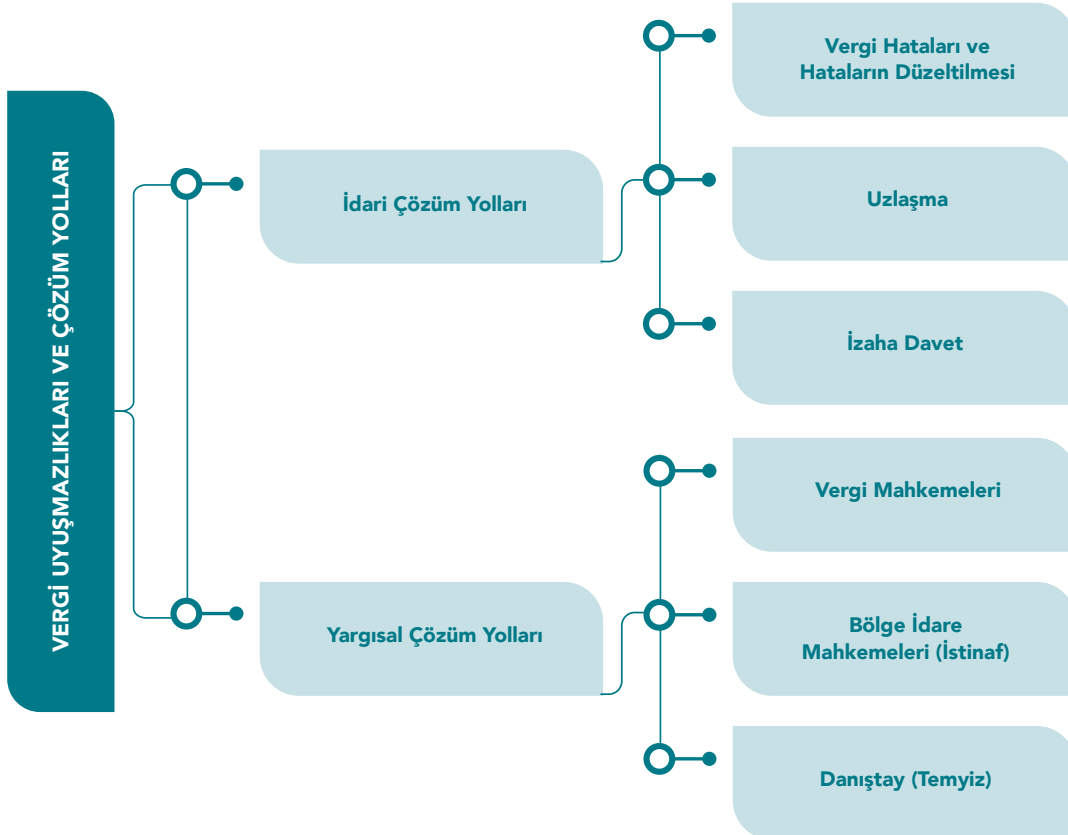 VERGİ UYUŞMAZLIKLARI VE ÇÖZÜM YOLLARI
İdari Çözüm Yolları
Vergi Hataları ve
Hataların Düzeltilmesi
Uzlaşma
İzaha Davet
Yargısal Çözüm Yolları
Vergi Mahkemeleri
Bölge İdare
Mahkemeleri (İstinaf)
Danıştay (Temyiz)